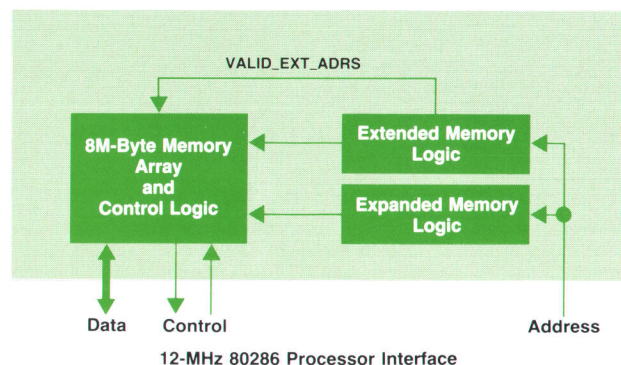 VALID_EXT_ADRS
8M-Byte Memory
Array
and
Control Logic
Extended Memory
Logic
Expanded Memory
Logic
Data
Control
Address
12-MHz 80286 Processor Interface